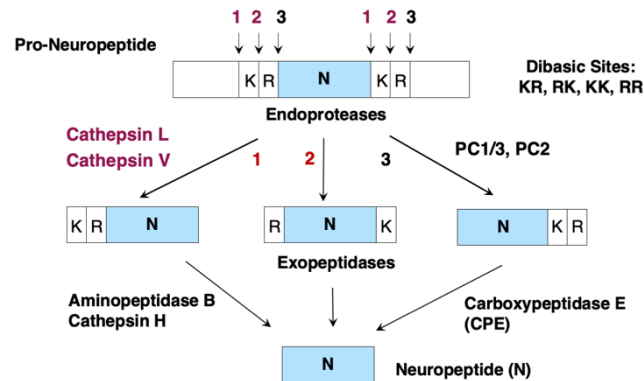 1 2 3 1 2 3
Pro-Neuropeptide
K R N K R
Dibasic Sites:
KR, RK, KK, RR
Endoproteases
Cathepsin L
Cathepsin V
1 2 3
PC1/3, PC2
K R N
R N K
N K R
Exopeptidases
Aminopeptidase B
Cathepsin H
Carboxypeptidase E
(CPE)
N
Neuropeptide (N)